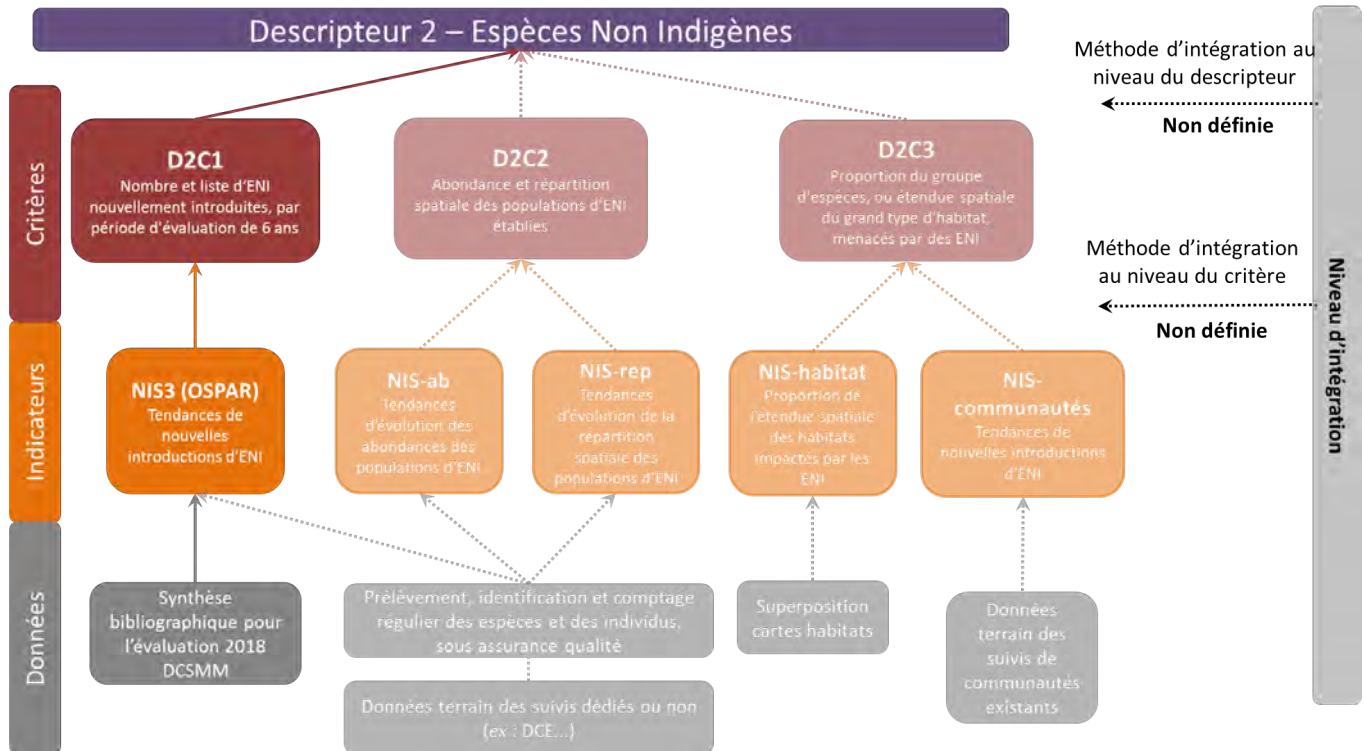 Descripteur 2 – Espèces Non Indigènes
Méthode d'intégration au
niveau du descripteur
Non définie
Critères
D2C1
Nombre et liste d'ENI
nouvellement introduites, par
période d'évaluation de 6 ans
D2C2
Abondance et répartition
spatiale des populations d'ENI
établies
D2C3
Proportion du groupe
d'espèces, ou étendue spatiale
du grand type d'habitat,
menacés par des ENI
Méthode d'intégration
au niveau du critère
Non définie
Niveau d'intégration
Indicateurs
NIS3 (OSPAR)
Tendances de
nouvelles
introductions d'ENI
NIS-ab
Tendances
d'évolution des
abondances des
populations d'ENI
NIS-rep
Tendances
d'évolution de la
répartition
spatiale des
populations d'ENI
NIS-habitat
Proportion de
l'étendue spatiale
des habitats
impactés par les
ENI
NIS-
communautés
Tendances de
nouvelles introductions
d'ENI
Données
Synthèse
bibliographique pour
l'évaluation 2018
DCSMM
Prélèvement, identification et comptage
régulier des espèces et des individus,
sous assurance qualité
Données terrain des suivis dédiés ou non
(ex : DCE...)
Superposition
cartes habitats
Données
terrain des
suivis de
communautés
existants